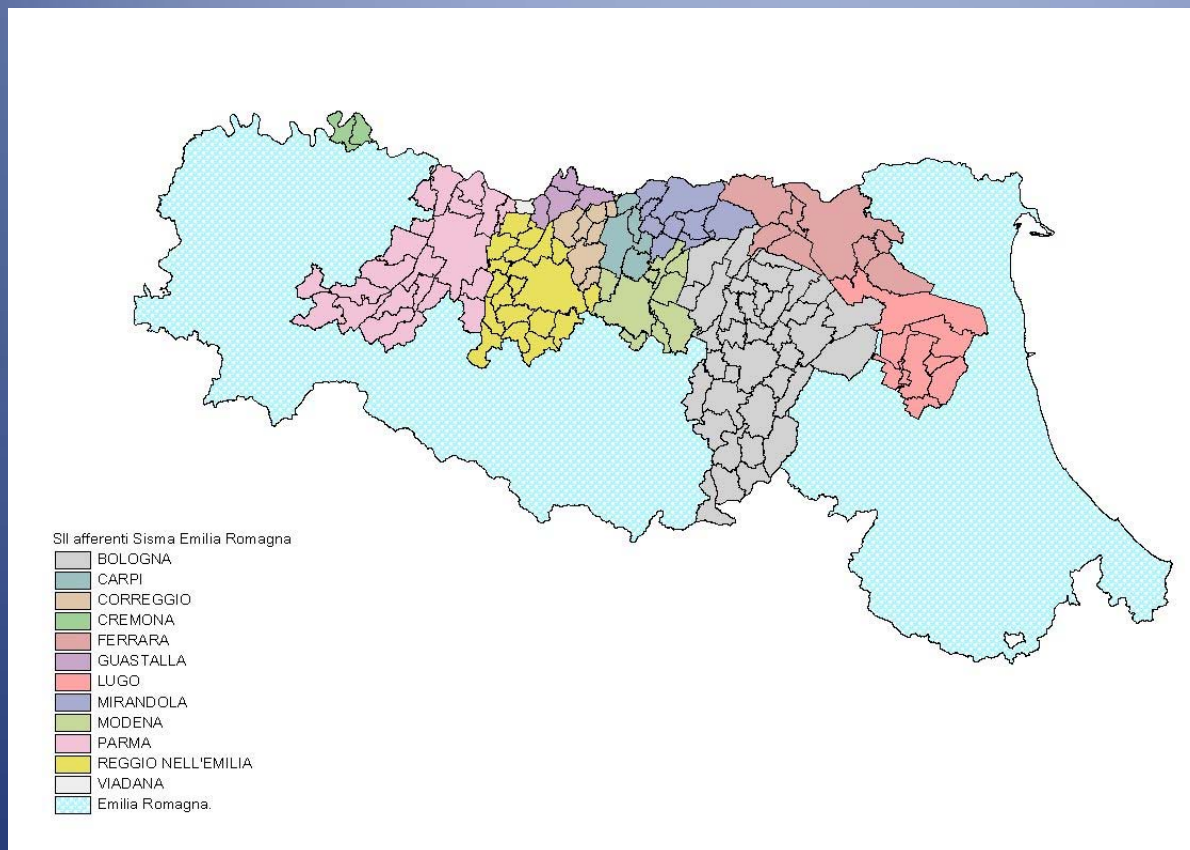 Sll afferenti Sisma Emilia Romagna
BOLOGNA
CARPI
CORREGGIO
CREMONA
FERRARA
GUASTALLA
LUGO
MIRANDOLA
MODENA
PARMA
REGGIO NELL'EMILIA
VIADANA
Emilia Romagna.